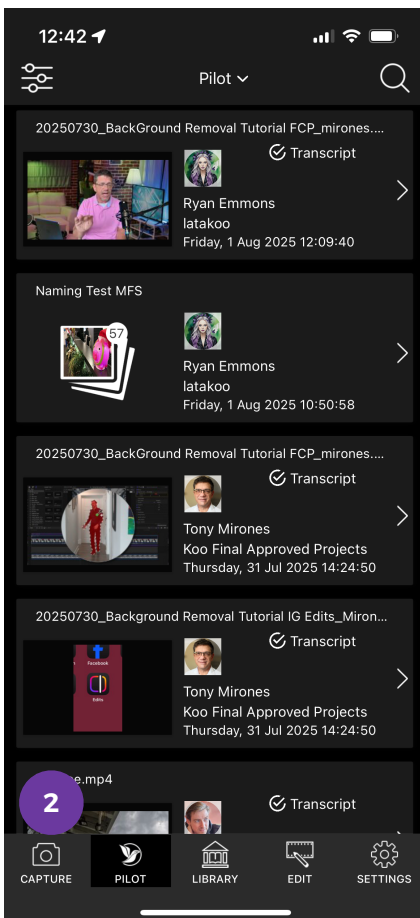 12:42
Pilot
20250730_BackGround Removal Tutorial FCP_mirones....
Transcript
Ryan Emmons
latakoo
Friday, 1 Aug 2025 12:09:40
Naming Test MFS
57
Ryan Emmons
latakoo
Friday, 1 Aug 2025 10:50:58
20250730_BackGround Removal Tutorial FCP_mirones....
Transcript
Tony Mirones
Koo Final Approved Projects
Thursday, 31 Jul 2025 14:24:50
20250730_Background Removal Tutorial IG Edits_Miron...
Transcript
Facebook
Edits
Tony Mirones
Koo Final Approved Projects
Thursday, 31 Jul 2025 14:24:50
e.mp4
Transcript
2
CAPTURE
PILOT
LIBRARY
EDIT
SETTINGS